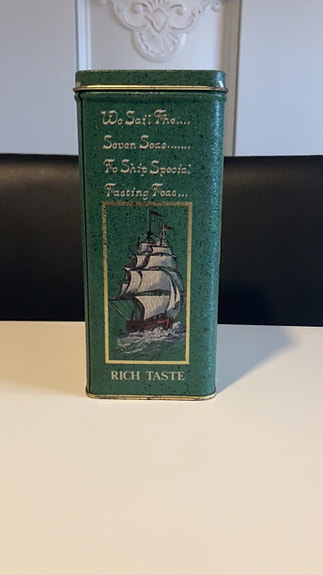 We Sail The....
Seven Seas.......
To Ship Special
Tasting Teas...
RICH TASTE